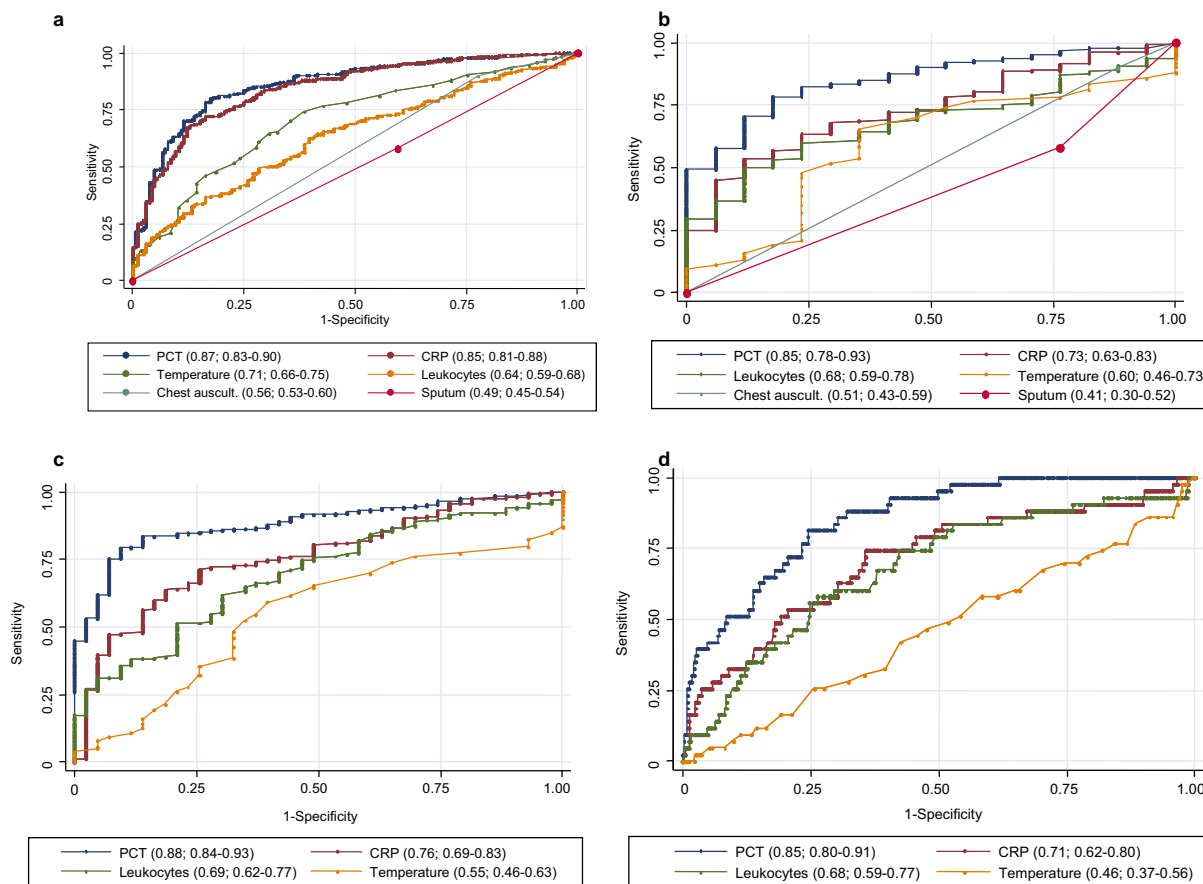 a
1.00
0.75
0.50
0.25
0
Sensitivity
0 0.25 0.50 0.75 1.00
1-Specificity
PCT (0.87; 0.83-0.90) CRP (0.85; 0.81-0.88)
Temperature (0.71; 0.66-0.75) Leukocytes (0.64; 0.59-0.68)
Chest auscult. (0.56; 0.53-0.60) Sputum (0.49; 0.45-0.54)
b
1.00
0.75
0.50
0.25
0
Sensitivity
0 0.25 0.50 0.75 1.00
1-Specificity
PCT (0.85; 0.78-0.93) CRP (0.73; 0.63-0.83)
Leukocytes (0.68; 0.59-0.78) Temperature (0.60; 0.46-0.73)
Chest auscult. (0.51; 0.43-0.59) Sputum (0.41; 0.30-0.52)
c
1.00
0.75
0.50
0.25
0
Sensitivity
0 0.25 0.50 0.75 1.00
1-Specificity
PCT (0.88; 0.84-0.93) CRP (0.76; 0.69-0.83)
Leukocytes (0.69; 0.62-0.77) Temperature (0.55; 0.46-0.63)
d
1.00
0.75
0.50
0.25
0
Sensitivity
0 0.25 0.50 0.75 1.00
1-Specificity
PCT (0.85; 0.80-0.91) CRP (0.71; 0.62-0.80)
Leukocytes (0.68; 0.59-0.77) Temperature (0.46; 0.37-0.56)